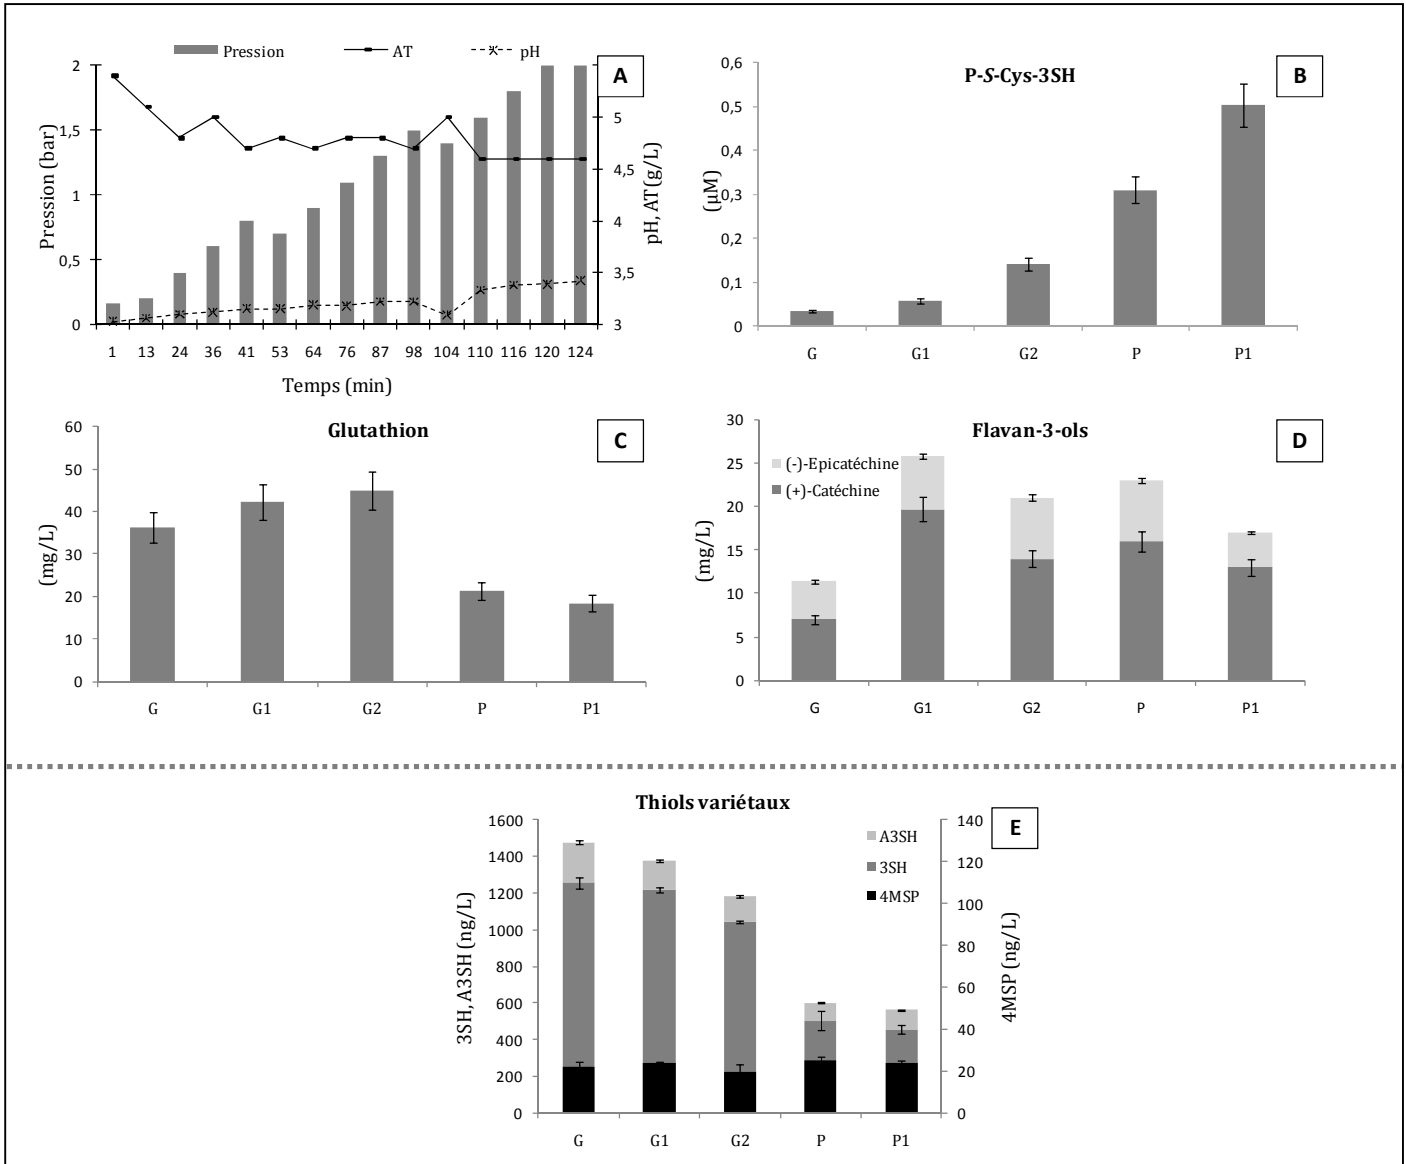 Pression AT pH
A
Pression (bar)
2
1,5
1
0,5
0
5
4,5
4
3,5
3
pH, AT(g/L)
1 13 24 36 41 53 64 76 87 98 104 110 116 120 124
Temps (min)
P-S-Cys-3SH
B
(µM)
0,6
0,5
0,4
0,3
0,2
0,1
0
G G1 G2 P P1
Glutathion
C
(mg/L)
60
50
40
30
20
10
0
G G1 G2 P P1
Flavan-3-ols
D
(-)-Epicatéchine
(+)-Catéchine
(mg/L)
30
25
20
15
10
5
0
G G1 G2 P P1
Thiols variétaux
E
A3SH
3SH
4MSP
3SH, A3SH (ng/L)
1600
1400
1200
1000
800
600
400
200
0
140
120
100
80
60
40
20
0
4MSP (ng/L)
G G1 G2 P P1